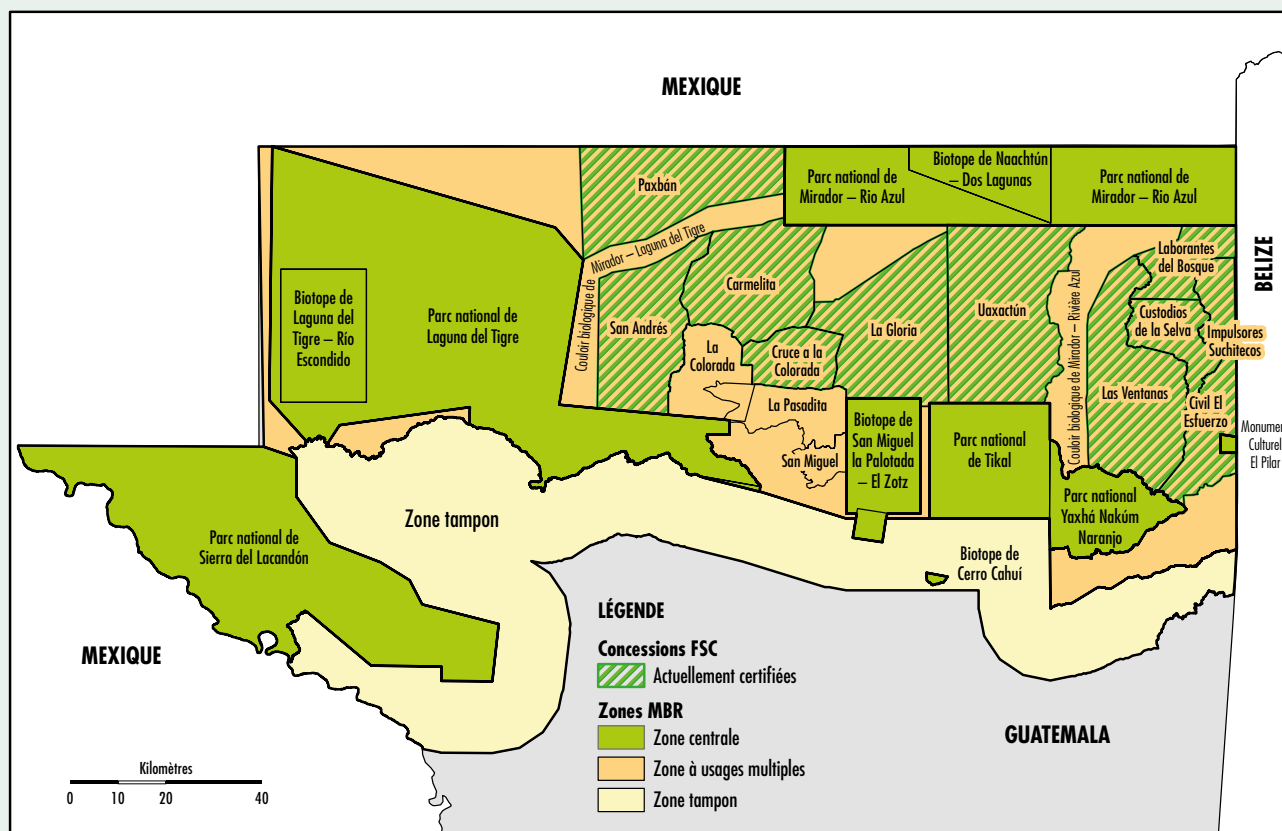 MEXIQUE
Paxbán
Parc national de
Mirador – Rio Azul
Biotope de Naachtún
– Dos Lagunas
Parc national de
Mirador – Rio Azul
BELIZE
Couloir biologique de
Mirador – Laguna del Tigre
Biotope de
Laguna del
Tigre – Río
Escondido
Parc national de
Laguna del Tigre
San Andrés
Carmelita
La
Colorada
Cruce a la
Colorada
La Gloria
Uaxactún
Couloir biologique de Mirador – Rivière Azul
Laborantes
del Bosque
Custodios
de la Selva
Impulsores
Suchitecos
Las Ventanas
Civil El
Esfuerzo
Monumen
Culturel
El Pilar
La Pasadita
San Miguel
Biotope de
San Miguel
la Palotada
– El Zotz
Parc national
de Tikal
Parc national
Yaxhá Nakúm
Naranjo
Zone tampon
Parc national de
Sierra del Lacandón
Biotope de
Cerro Cahuí
MEXIQUE
GUATEMALA
LÉGENDE
Concessions FSC
Actuellement certifiées
Zones MBR
Zone centrale
Zone à usages multiples
Zone tampon
Kilomètres
0 10 20 40